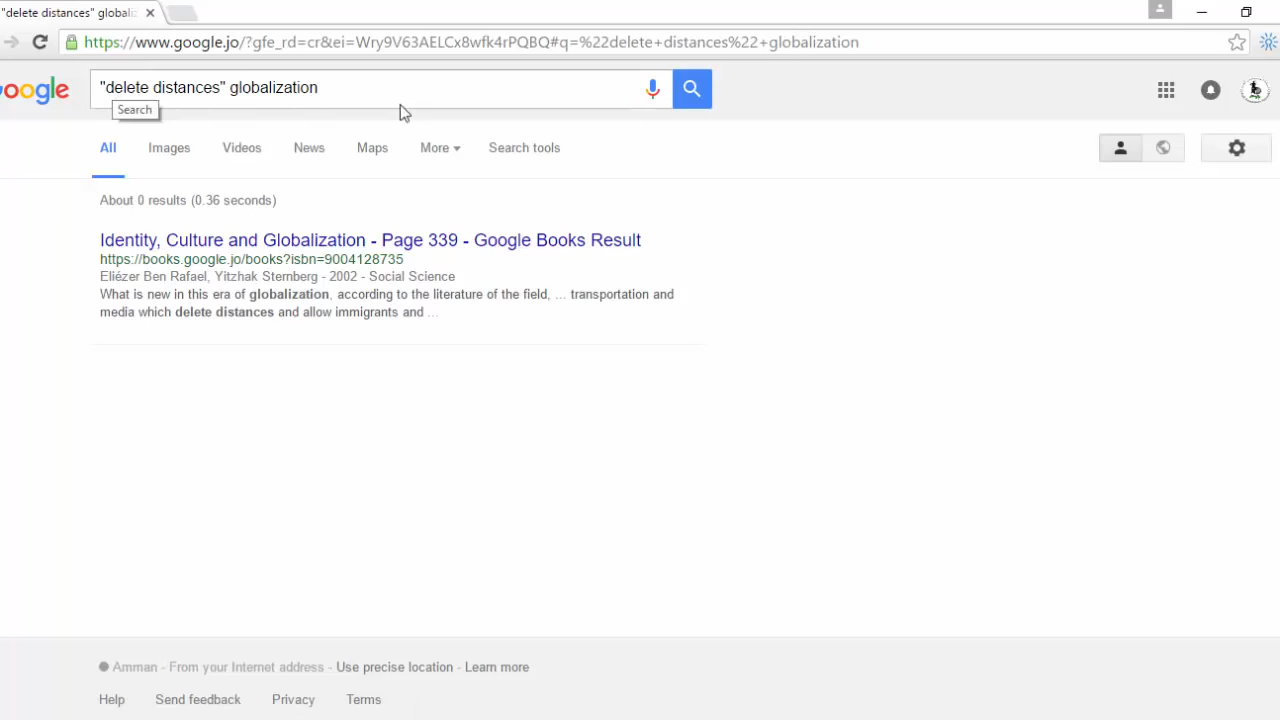 "delete distances" globaliz
https://www.google.jo/?gfe_rd=cr&ei=Wry9V63AELCx8wfk4rPQBQ#q=%22delete+distances%22+globalization
oogle
"delete distances" globalization
Search
All Images Videos News Maps More Search tools
About 0 results (0.36 seconds)
Identity, Culture and Globalization - Page 339 - Google Books Result
https://books.google.jo/books?isbn=9004128735
Eliézer Ben Rafael, Yitzhak Sternberg - 2002 - Social Science
What is new in this era of globalization, according to the literature of the field, ... transportation and
media which delete distances and allow immigrants and ...
Amman - From your Internet address - Use precise location - Learn more
Help Send feedback Privacy Terms